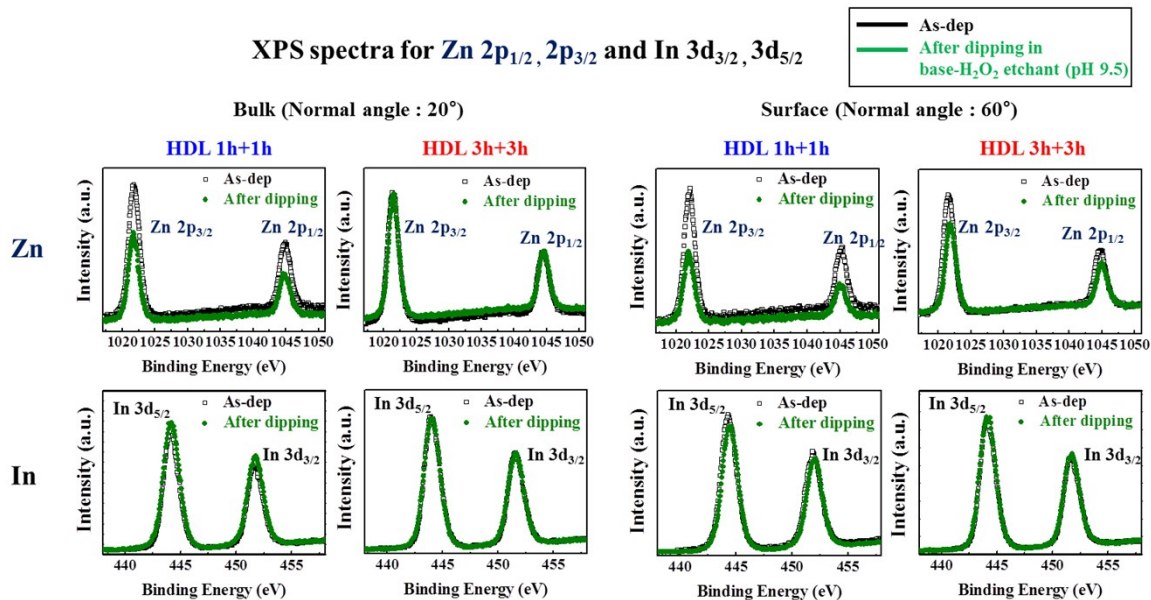 As-dep
After dipping in
base-H₂O₂ etchant (pH 9.5)
XPS spectra for Zn 2p₁/₂, 2p₃/₂ and In 3d₃/₂, 3d₅/₂
Bulk (Normal angle : 20°)
Surface (Normal angle : 60°)
HDL 1h+1h
HDL 3h+3h
HDL 1h+1h
HDL 3h+3h
Zn
Intensity (a.u.)
As-dep
After dipping
Zn 2p₃/₂
Zn 2p₁/₂
1020 1025 1030 1035 1040 1045 1050
Binding Energy (eV)
Intensity (a.u.)
As-dep
After dipping
Zn 2p₃/₂
Zn 2p₁/₂
1020 1025 1030 1035 1040 1045 1050
Binding Energy (eV)
Intensity (a.u.)
As-dep
After dipping
Zn 2p₃/₂
Zn 2p₁/₂
1020 1025 1030 1035 1040 1045 1050
Binding Energy (eV)
Intensity (a.u.)
As-dep
After dipping
Zn 2p₃/₂
Zn 2p₁/₂
1020 1025 1030 1035 1040 1045 1050
Binding Energy (eV)
In
Intensity (a.u.)
In 3d₅/₂
As-dep
After dipping
In 3d₃/₂
440 445 450 455
Binding Energy (eV)
Intensity (a.u.)
In 3d₅/₂
As-dep
After dipping
In 3d₃/₂
440 445 450 455
Binding Energy (eV)
Intensity (a.u.)
In 3d₅/₂
As-dep
After dipping
In 3d₃/₂
440 445 450 455
Binding Energy (eV)
Intensity (a.u.)
In 3d₅/₂
As-dep
After dipping
In 3d₃/₂
440 445 450 455
Binding Energy (eV)